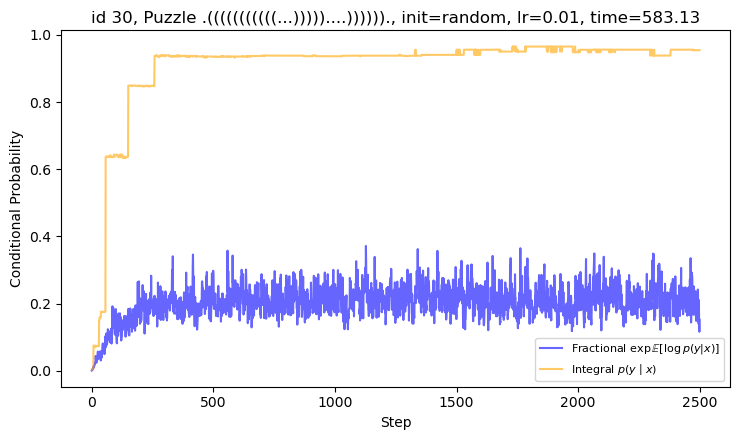 id 30, Puzzle .(((((((((((...)))))....))))))., init=random, lr=0.01, time=583.13
Conditional Probability
1.0
0.8
0.6
0.4
0.2
0.0
0
500
1000
1500
2000
2500
Step
Fractional exp𝔼[log p(y|x)]
Integral p(y | x)